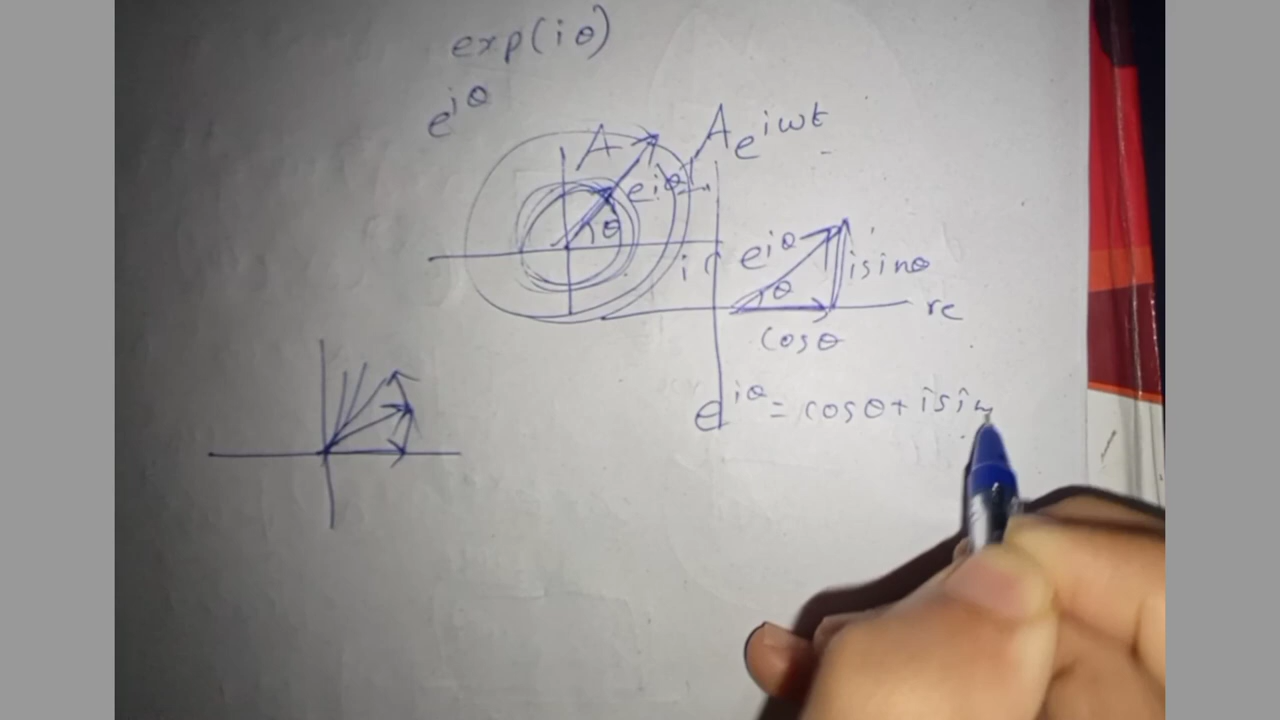 exp(iθ)
e^{iθ}
A
Ae^{iωt}
e^{iθ}
θ
e^{iθ}
isinθ
θ
re
cosθ
e^{iθ} = cosθ + isin